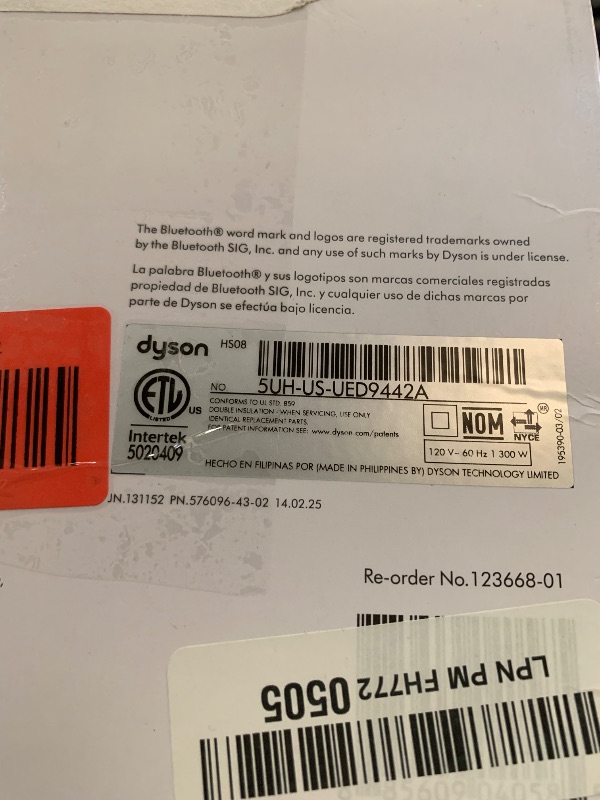 The Bluetooth® word mark and logos are registered trademarks owned
by the Bluetooth SIG, Inc. and any use of such marks by Dyson is under license.
La palabra Bluetooth® y sus logotipos son marcas comerciales registradas
propiedad de Bluetooth SIG, Inc. y cualquier uso de dichas marcas por
parte de Dyson se efectúa bajo licencia.
dyson HS08
NO 5UH-US-UED9442A
ETL LISTED US
CONFORMS TO UL STD. 859
DOUBLE INSULATION - WHEN SERVICING, USE ONLY
IDENTICAL REPLACEMENT PARTS.
FOR PATENT INFORMATION SEE: www.dyson.com/patents
NOM
NYCE
MR
120 V~ 60 Hz 1 300 W
195390-03/02
Intertek
5020409
HECHO EN FILIPINAS POR (MADE IN PHILIPPINES BY) DYSON TECHNOLOGY LIMITED
JN.131152 PN.576096-43-02 14.02.25
Re-order No.123668-01
LPN PM FH772 0505
85609 04058